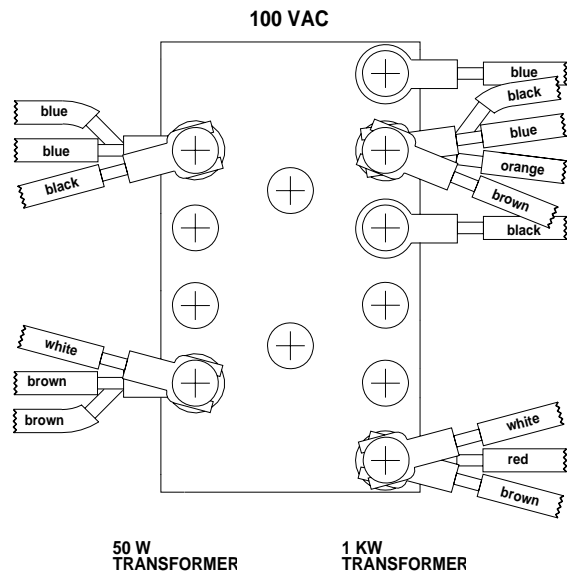 100 VAC
blue
blue
black
white
brown
brown
blue
black
blue
orange
brown
black
white
red
brown
50 W
TRANSFORMER
1 KW
TRANSFORMER